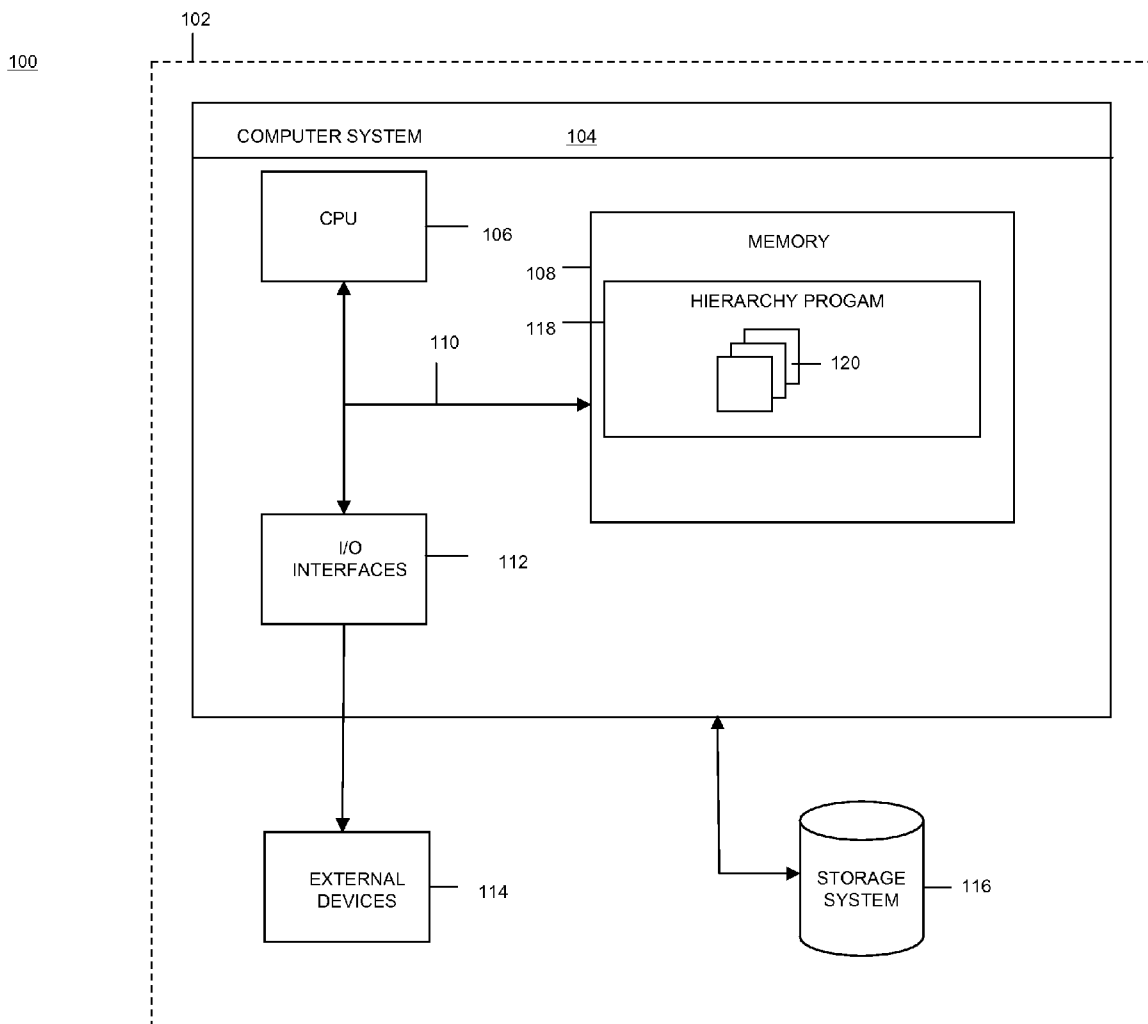 102
100
COMPUTER SYSTEM 104
CPU
106
MEMORY
108
HIERARCHY PROGAM
118
110
120
I/O
INTERFACES
112
EXTERNAL
DEVICES
114
STORAGE
SYSTEM
116